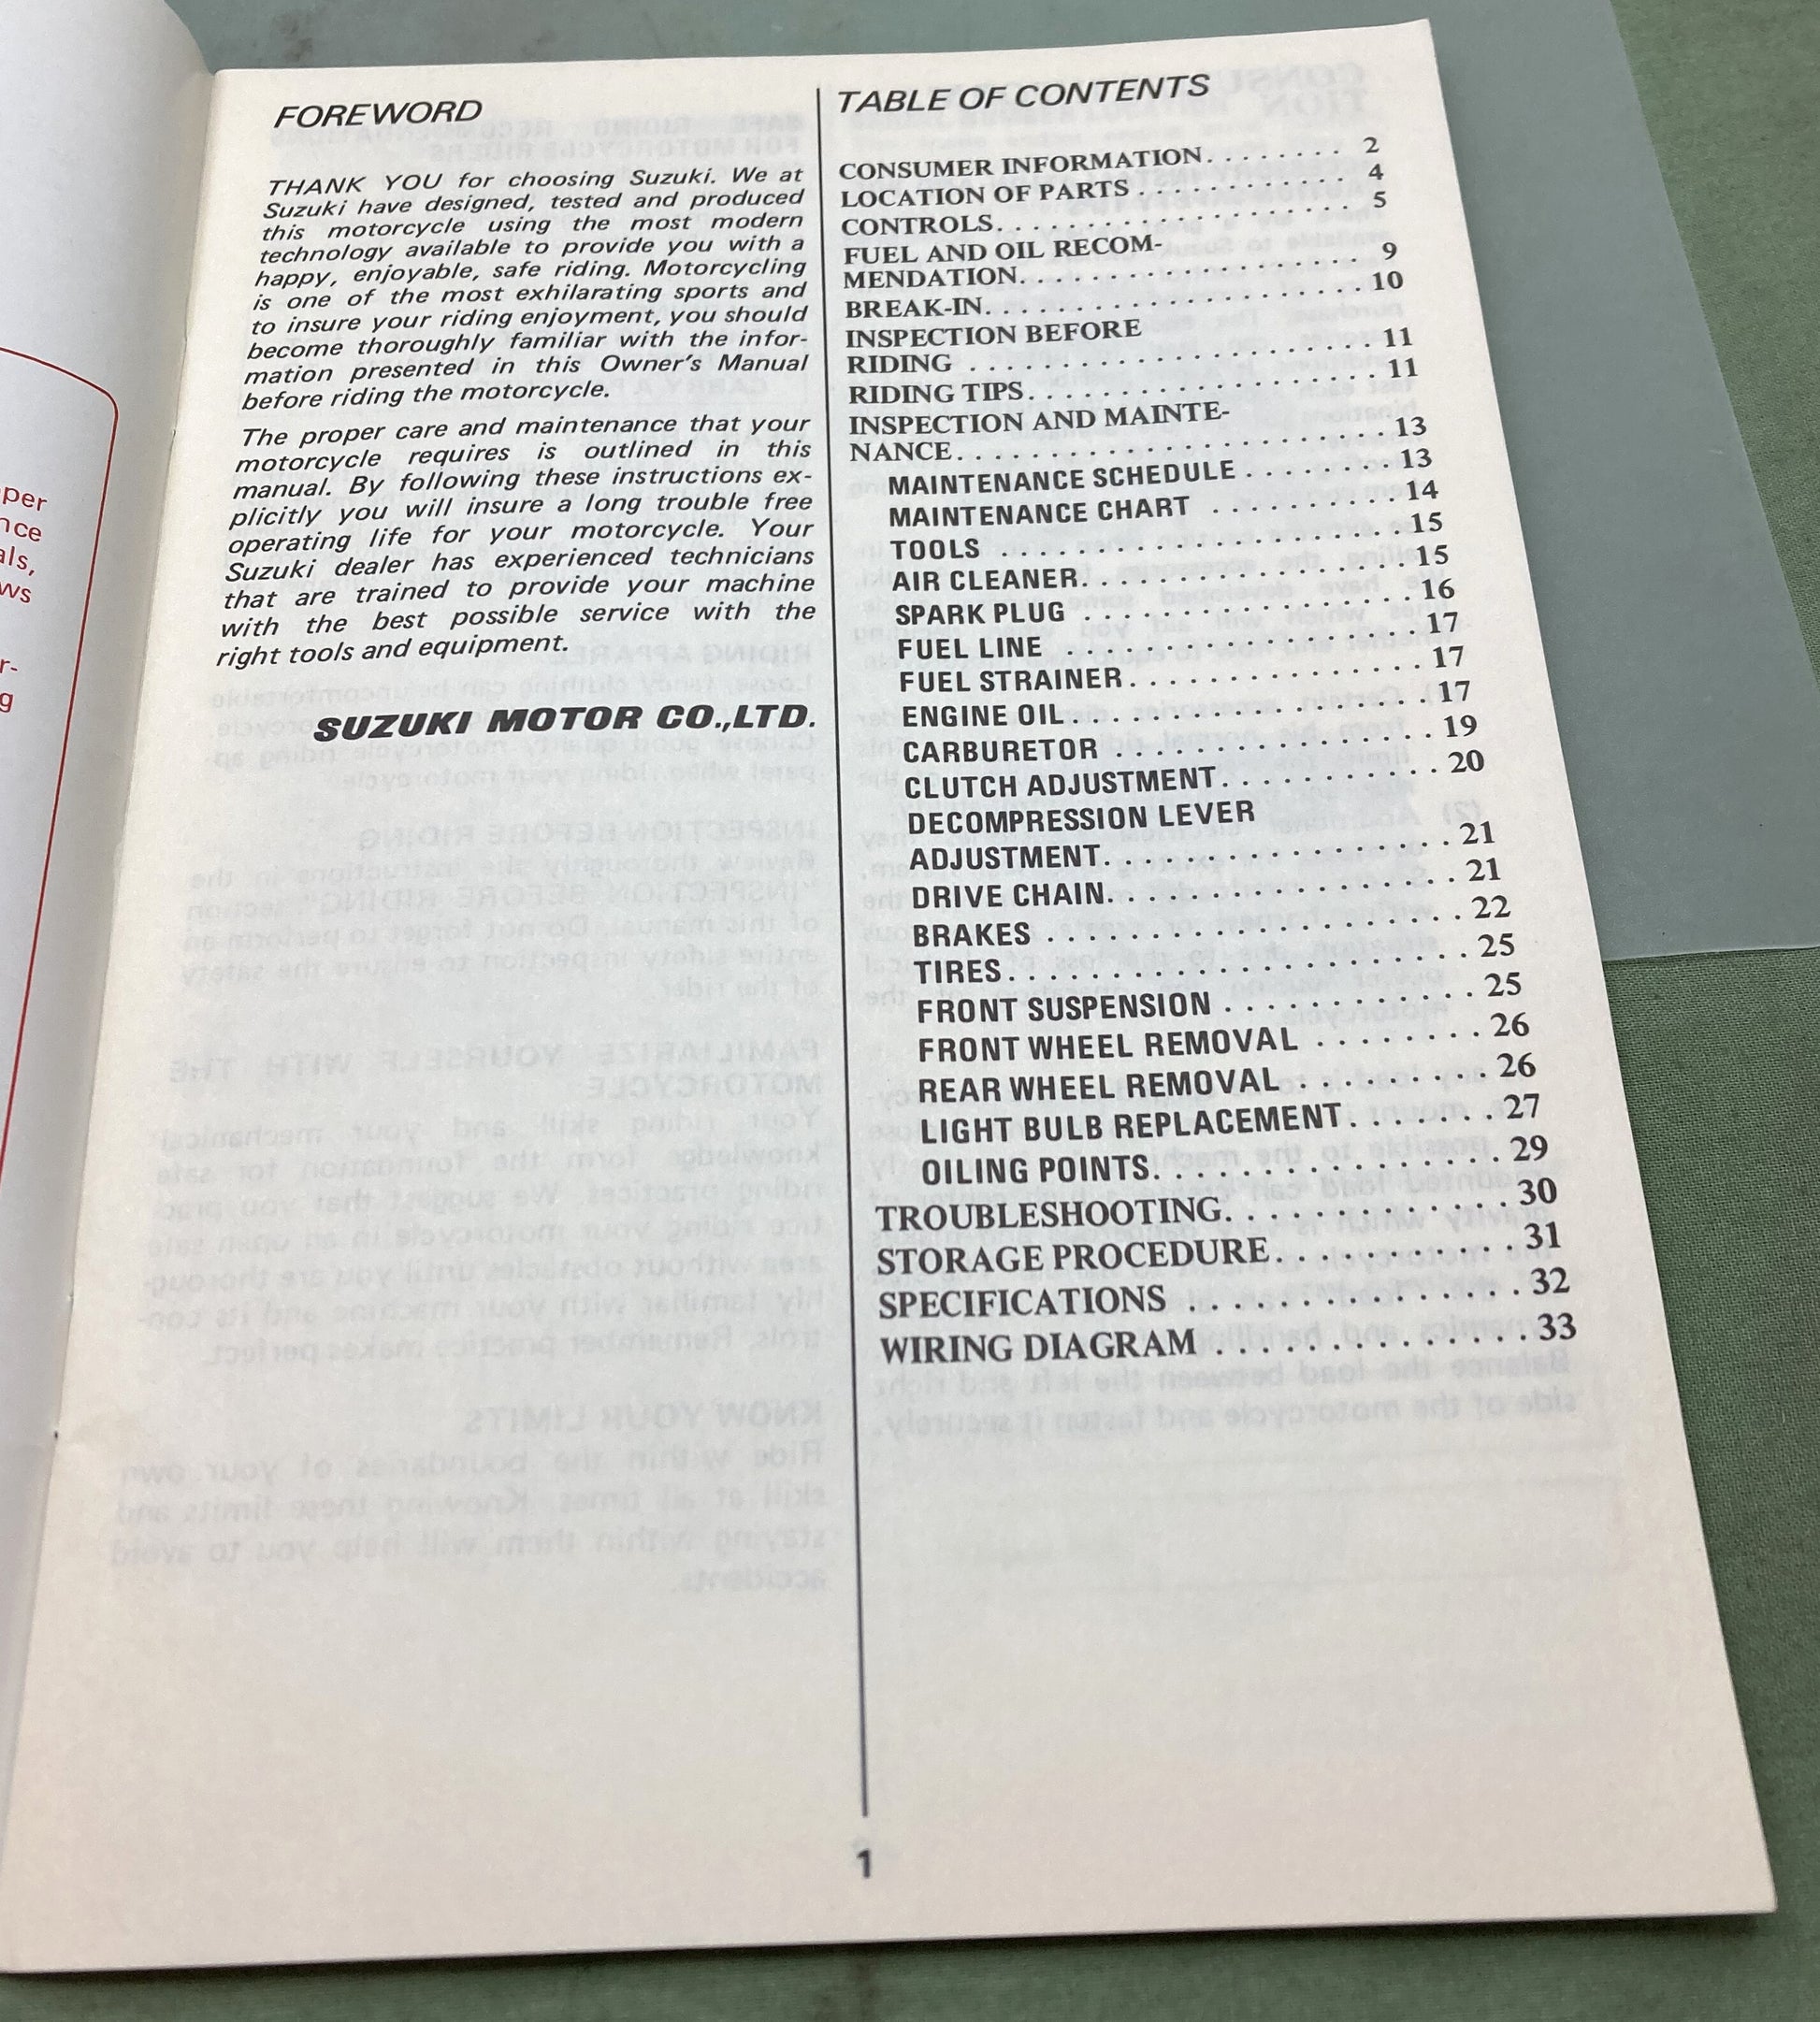 per
nce
als,
ws
r-
g
FOREWORD
THANK YOU for choosing Suzuki. We at
Suzuki have designed, tested and produced
this motorcycle using the most modern
technology available to provide you with a
happy, enjoyable, safe riding. Motorcycling
is one of the most exhilarating sports and
to insure your riding enjoyment, you should
become thoroughly familiar with the infor-
mation presented in this Owner's Manual
before riding the motorcycle.
The proper care and maintenance that your
motorcycle requires is outlined in this
manual. By following these instructions ex-
plicitly you will insure a long trouble free
operating life for your motorcycle. Your
Suzuki dealer has experienced technicians
that are trained to provide your machine
with the best possible service with the
right tools and equipment.
SUZUKI MOTOR CO.,LTD.
TABLE OF CONTENTS
CONSUMER INFORMATION........ 2
LOCATION OF PARTS............ 4
CONTROLS................. 5
FUEL AND OIL RECOM-
MENDATION................. 9
BREAK-IN................... 10
INSPECTION BEFORE
RIDING .................... 11
RIDING TIPS................. 11
INSPECTION AND MAINTE-
NANCE..................... 13
MAINTENANCE SCHEDULE........ 13
MAINTENANCE CHART .......... 14
TOOLS .................... 15
AIR CLEANER................ 15
SPARK PLUG ................ 16
FUEL LINE ................. 17
FUEL STRAINER.............. 17
ENGINE OIL................. 17
CARBURETOR ............... 19
CLUTCH ADJUSTMENT.......... 20
DECOMPRESSION LEVER
ADJUSTMENT................ 21
DRIVE CHAIN................ 21
BRAKES ................... 22
TIRES..................... 25
FRONT SUSPENSION ........... 25
FRONT WHEEL REMOVAL ........ 26
REAR WHEEL REMOVAL ......... 26
LIGHT BULB REPLACEMENT....... 27
OILING POINTS............... 29
TROUBLESHOOTING............. 30
STORAGE PROCEDURE........... 31
SPECIFICATIONS ............... 32
WIRING DIAGRAM .............. 33
1